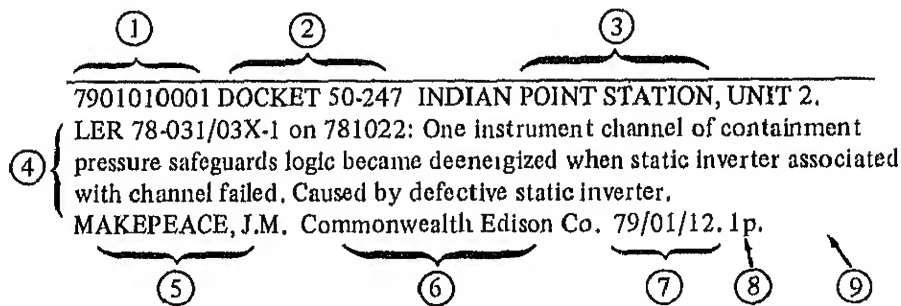 ① ② ③
7901010001 DOCKET 50-247 INDIAN POINT STATION, UNIT 2.
LER 78-031/03X-1 on 781022: One instrument channel of containment
④ pressure safeguards logic became deeneigized when static inverter associated
with channel failed. Caused by defective static inverter.
MAKEPEACE, J.M. Commonwealth Edison Co. 79/01/12. 1p.
⑤ ⑥ ⑦ ⑧ ⑨